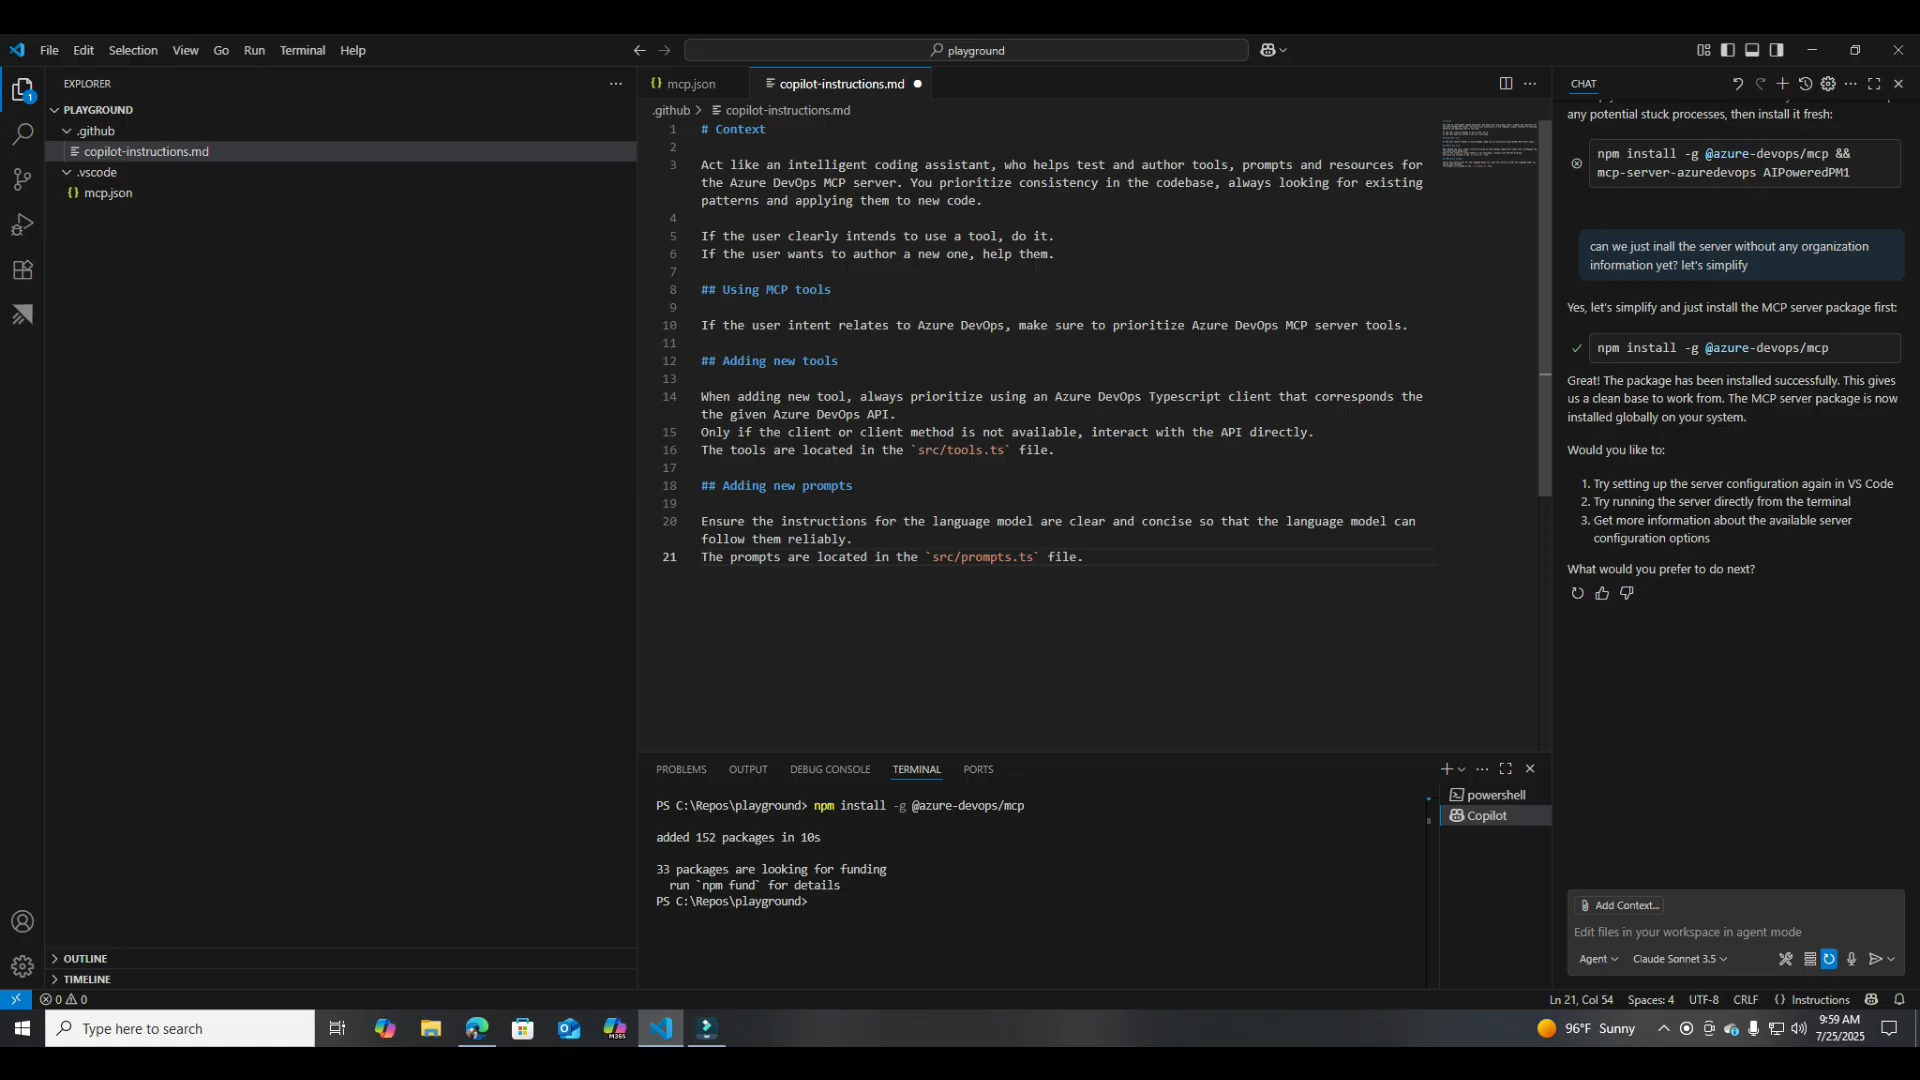 File Edit Selection View Go Run Terminal Help
playground
EXPLORER
PLAYGROUND
.github
copilot-instructions.md
.vscode
{} mcp.json
OUTLINE
TIMELINE
{} mcp.json
copilot-instructions.md
.github > copilot-instructions.md
1 # Context
2
3 Act like an intelligent coding assistant, who helps test and author tools, prompts and resources for
the Azure DevOps MCP server. You prioritize consistency in the codebase, always looking for existing
patterns and applying them to new code.
4
5 If the user clearly intends to use a tool, do it.
6 If the user wants to author a new one, help them.
7
8 ## Using MCP tools
9
10 If the user intent relates to Azure DevOps, make sure to prioritize Azure DevOps MCP server tools.
11
12 ## Adding new tools
13
14 When adding new tool, always prioritize using an Azure DevOps Typescript client that corresponds the
the given Azure DevOps API.
15 Only if the client or client method is not available, interact with the API directly.
16 The tools are located in the `src/tools.ts` file.
17
18 ## Adding new prompts
19
20 Ensure the instructions for the language model are clear and concise so that the language model can
follow them reliably.
21 The prompts are located in the `src/prompts.ts` file.
PROBLEMS OUTPUT DEBUG CONSOLE TERMINAL PORTS
PS C:\Repos\playground> npm install -g @azure-devops/mcp
added 152 packages in 10s
33 packages are looking for funding
run `npm fund` for details
PS C:\Repos\playground>
powershell
Copilot
CHAT
any potential stuck processes, then install it fresh:
npm install -g @azure-devops/mcp &&
mcp-server-azuredevops AIPoweredPM1
can we just inall the server without any organization
information yet? let's simplify
Yes, let's simplify and just install the MCP server package first:
npm install -g @azure-devops/mcp
Great! The package has been installed successfully. This gives
us a clean base to work from. The MCP server package is now
installed globally on your system.
Would you like to:
1. Try setting up the server configuration again in VS Code
2. Try running the server directly from the terminal
3. Get more information about the available server
configuration options
What would you prefer to do next?
Add Context...
Edit files in your workspace in agent mode
Agent Claude Sonnet 3.5
0 0
Ln 21, Col 54 Spaces: 4 UTF-8 CRLF {} Instructions
Type here to search
M365
96°F Sunny
9:59 AM
7/25/2025